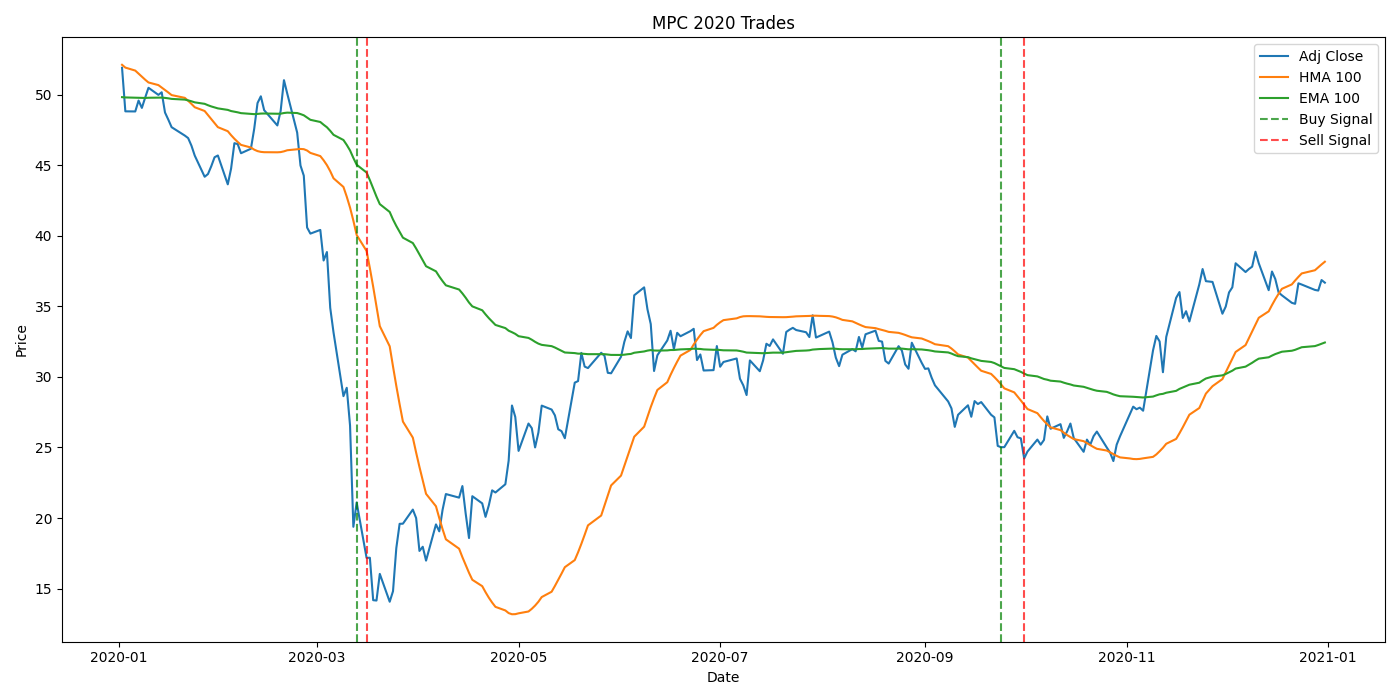 MPC 2020 Trades
Adj Close
HMA 100
EMA 100
Buy Signal
Sell Signal
Price
50
45
40
35
30
25
20
15
2020-01
2020-03
2020-05
2020-07
2020-09
2020-11
2021-01
Date